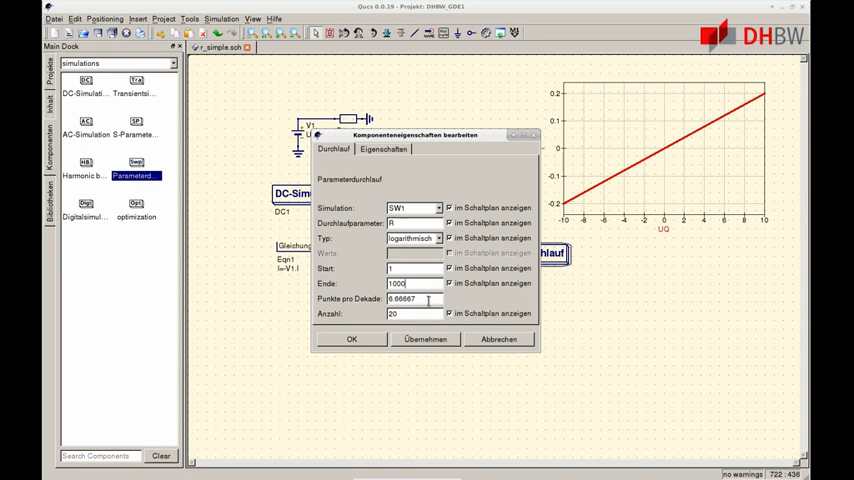 Qucs 0.0.19 - Projekt: DHBW_GDE1
Datei Edit Positionierung Insert Project Tools Simulation View Help
DHBW
Main Dock
r_simple.sch
Projekte
Inhalt
Komponenten
Bibliotheken
simulations
DC
Tra
DC-Simulati...
Transientsi...
AC
SP
AC-Simulation
S-Paramete...
HB
Swp
Harmonic b...
Parameterd...
Digi
Opt
Digitalsimul...
optimization
Search Components
Clear
V1
DC-Sim
DC1
Gleichung
Eqn1
I=-V1.I
Komponenteneigenschaften bearbeiten
Durchlauf
Eigenschaften
Parameterdurchlauf
Simulation: SW1 im Schaltplan anzeigen
Durchlaufparameter: R im Schaltplan anzeigen
Typ: logarithmisch im Schaltplan anzeigen
Werte: im Schaltplan anzeigen
Start: 1 im Schaltplan anzeigen
Ende: 1000 im Schaltplan anzeigen
Punkte pro Dekade: 6.66667
Anzahl: 20 im Schaltplan anzeigen
OK
Übernehmen
Abbrechen
0.2
0.1
-0.2
-10 -8 -6 -4 -2 0 2 4 6 8 10
UQ
hlauf
no warnings 722 : 436